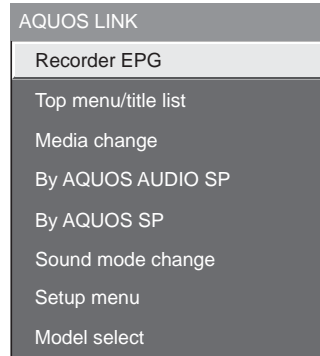 AQUOS LINK
Recorder EPG
Top menu/title list
Media change
By AQUOS AUDIO SP
By AQUOS SP
Sound mode change
Setup menu
Model select